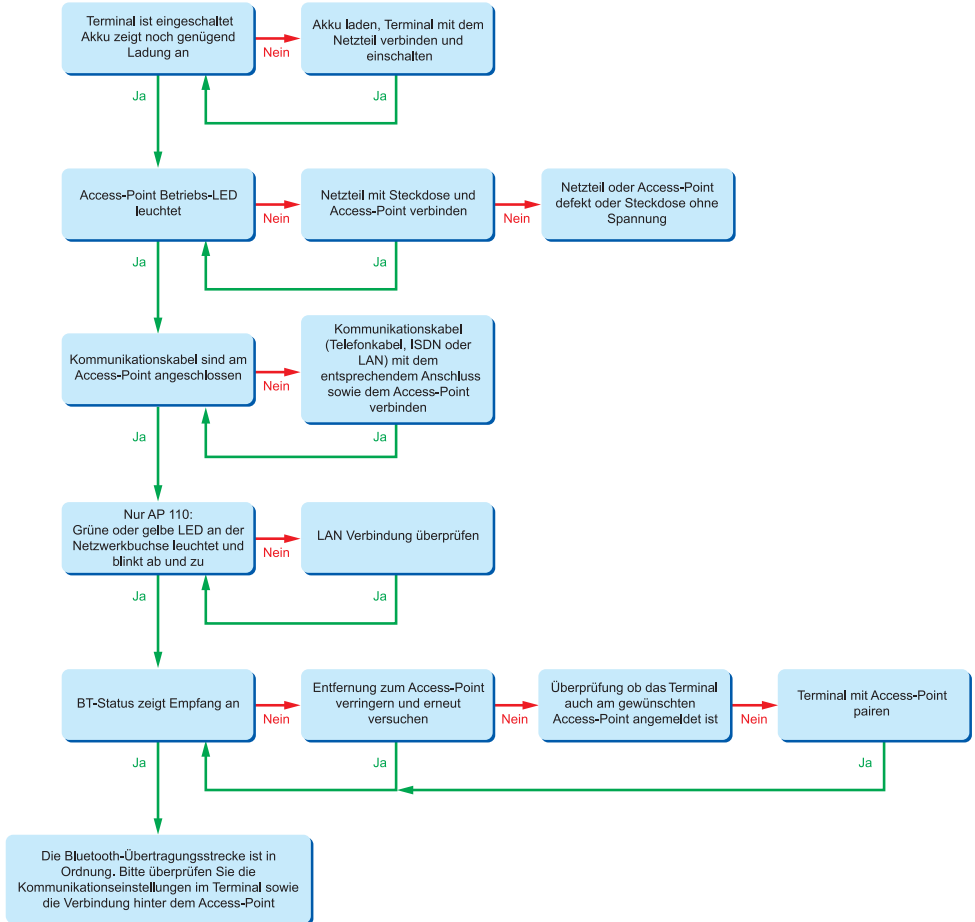 Terminal ist eingeschaltet
Akku zeigt noch genügend
Ladung an
Nein
Akku laden, Terminal mit dem
Netzteil verbinden und
einschalten
Ja
Ja
Access-Point Betriebs-LED
leuchtet
Nein
Netzteil mit Steckdose und
Access-Point verbinden
Nein
Netzteil oder Access-Point
defekt oder Steckdose ohne
Spannung
Ja
Ja
Kommunikationskabel sind am
Access-Point angeschlossen
Nein
Kommunikationskabel
(Telefonkabel, ISDN oder
LAN) mit dem
entsprechendem Anschluss
sowie dem Access-Point
verbinden
Ja
Ja
Nur AP 110:
Grüne oder gelbe LED an der
Netzwerkbuchse leuchtet und
blinkt ab und zu
Nein
LAN Verbindung überprüfen
Ja
Ja
BT-Status zeigt Empfang an
Nein
Entfernung zum Access-Point
verringern und erneut
versuchen
Nein
Überprüfung ob das Terminal
auch am gewünschten
Access-Point angemeldet ist
Nein
Terminal mit Access-Point
pairen
Ja
Ja
Ja
Die Bluetooth-Übertragungsstrecke ist in
Ordnung. Bitte überprüfen Sie die
Kommunikationseinstellungen im Terminal sowie
die Verbindung hinter dem Access-Point